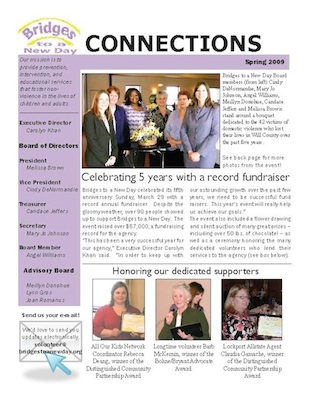 Bridges
to a
New Day
CONNECTIONS
Our mission is to
provide prevention,
intervention, and
educational services
that foster non-
violence in the lives of
children and adults.
Executive Director
Carolyn Khan
Board of Directors
President
Melissa Brown
Vice President
Cindy DeNormandie
Treasurer
Candace Jeffers
Secretary
Mary Jo Johnson
Board Member
Angel Williams
Advisory Board
Meillyn Donohue
Lynn Gros
Joan Ramanus
Send us your e-mail!
We'd love to send you
updates electronically.
volunteer@
bridgestoanewday.org
Spring 2009
Bridges to a New Day Board
members (from left) Cindy
DeNormandie, Mary Jo
Johnson, Angel Williams,
Meillyn Donohue, Candace
Jeffers and Melissa Brown
stand around a bouquet
dedicated to the 42 victims of
domestic violence who lost
their lives in Will County over
the past five years.
See back page for more
photos from the event!
Celebrating 5 years with a record fundraiser
Bridges to a New Day celebrated its fifth
anniversary Sunday, March 29 with a
record annual fundraiser. Despite the
gloomy weather, over 90 people showed
up to support Bridges to a New Day. The
event raised over $57,000, a fundraising
record for the agency.
"This has been a very successful year for
our agency," Executive Director Carolyn
Khan said. "In order to keep up with
our astounding growth over the past few
years, we need to be successful fund
raisers. This year's event will really help
us achieve our goals."
The event also included a flower drawing
and silent auction of many great prizes –
including over 50 lbs. of chocolate! – as
well as a ceremony honoring the many
dedicated volunteers who lend their
services to the agency (see box below).
Honoring our dedicated supporters
All Our Kids Network
Coordinator Rebecca
Deang, winner of the
Distinguished Community
Partnership Award
Longtime volunteer Barb
McKernin, winner of the
Bohne/Bryant Advocate
Award.
Lockport Allstate Agent
Claudia Gamache, winner
of the Distinguished
Community Partnership
Award.